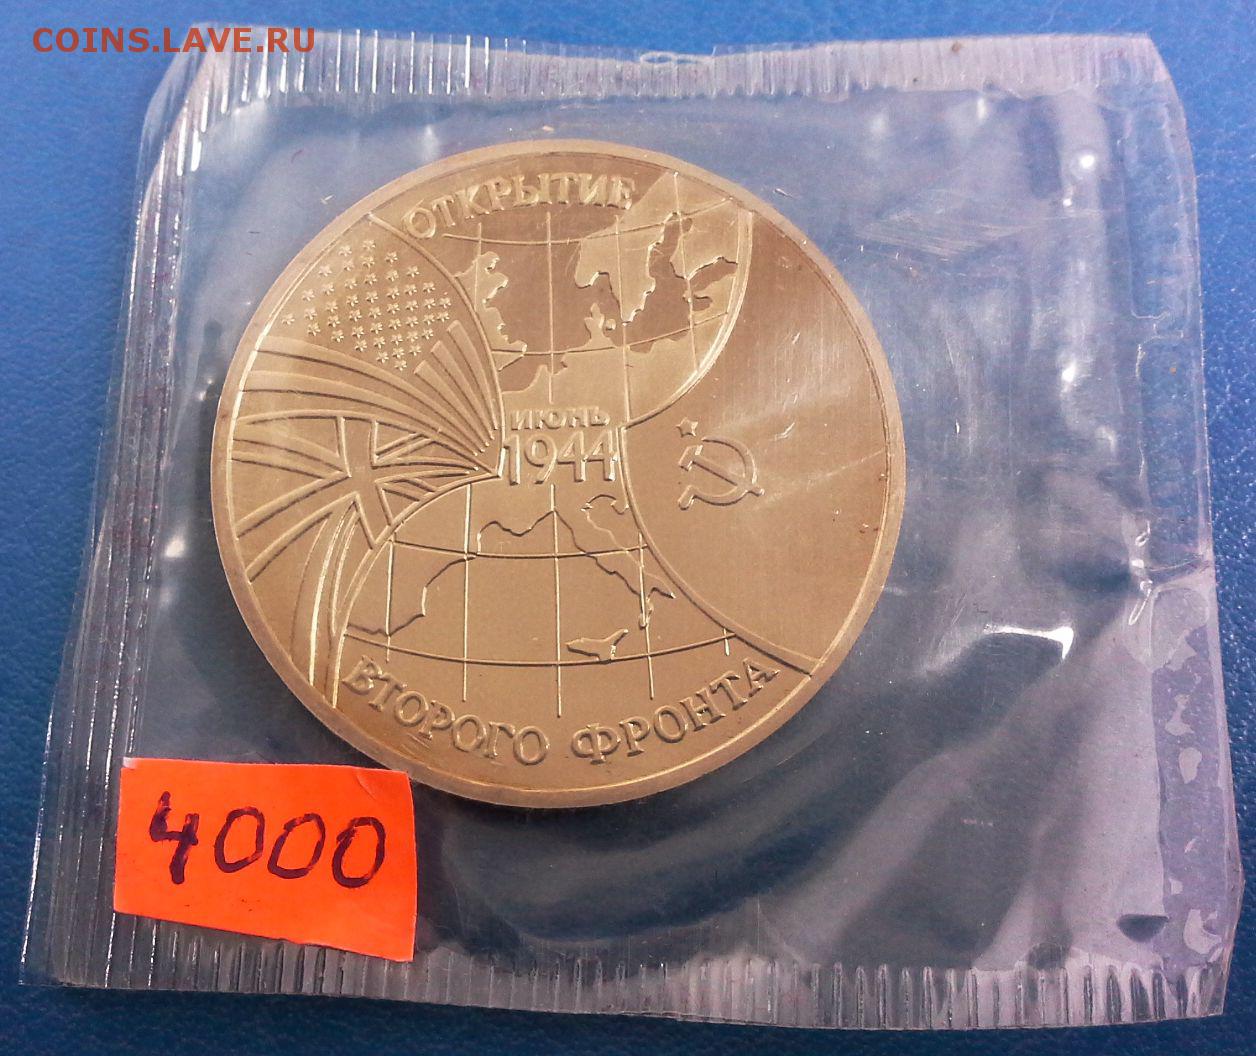 COINS.LAVE.RU
ОТКРЫТИЕ
ИЮНЬ
1944
ВТОРОГО ФРОНТА
4000